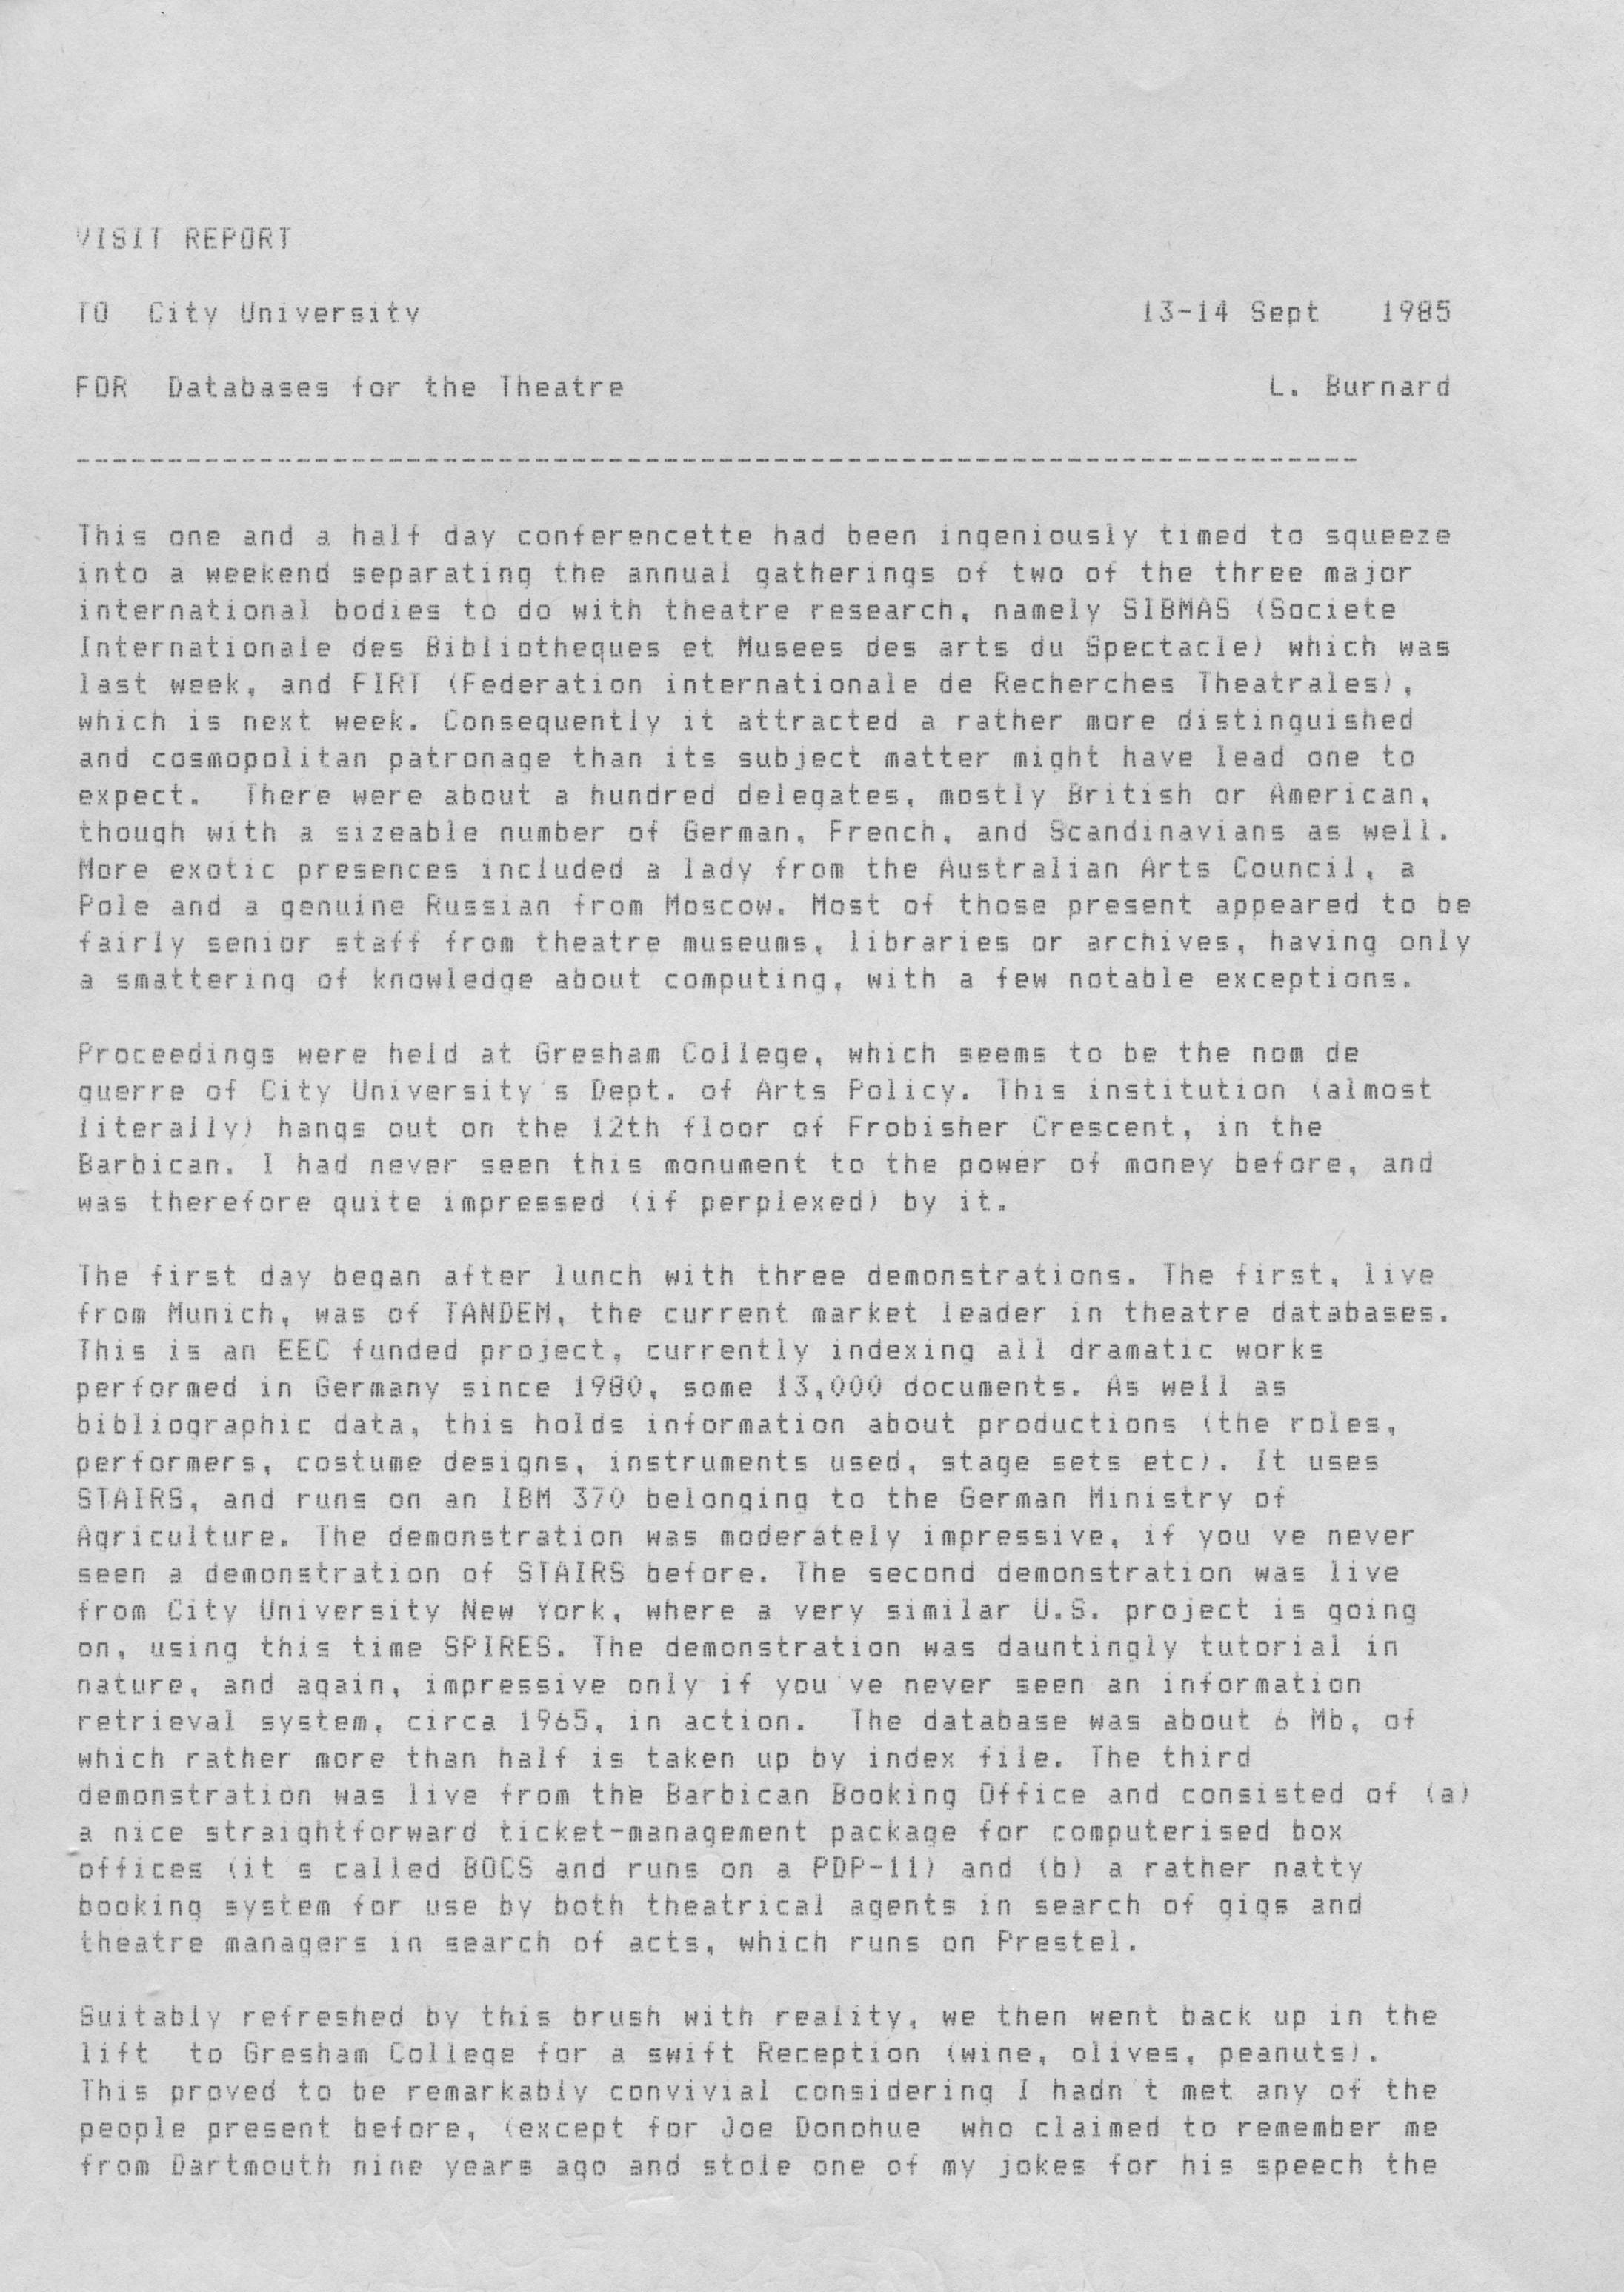 VISIT REPORT
TO  City University    13-14 Sept   1985
FOR  Databases for the Theatre    L. Burnard
----------------------------------------------------------------------
This one and a half day conferencette had been ingeniously timed to squeeze
into a weekend separating the annual gatherings of two of the three major
international bodies to do with theatre research, namely SIBMAS (Societe
Internationale des Bibliotheques et Musees des arts du Spectacle) which was
last week, and FIRT (Federation internationale de Recherches Theatrales),
which is next week. Consequently it attracted a rather more distinguished
and cosmopolitan patronage than its subject matter might have lead one to
expect.  There were about a hundred delegates, mostly British or American,
though with a sizeable number of German, French, and Scandinavians as well.
More exotic presences included a lady from the Australian Arts Council, a
Pole and a genuine Russian from Moscow. Most of those present appeared to be
fairly senior staff from theatre museums, libraries or archives, having only
a smattering of knowledge about computing, with a few notable exceptions.
Proceedings were held at Gresham College, which seems to be the nom de
guerre of City University's Dept. of Arts Policy. This institution (almost
literally) hangs out on the 12th floor of Frobisher Crescent, in the
Barbican. I had never seen this monument to the power of money before, and
was therefore quite impressed (if perplexed) by it.
The first day began after lunch with three demonstrations. The first, live
from Munich, was of TANDEM, the current market leader in theatre databases.
This is an EEC funded project, currently indexing all dramatic works
performed in Germany since 1980, some 13,000 documents. As well as
bibliographic data, this holds information about productions (the roles,
performers, costume designs, instruments used, stage sets etc). It uses
STAIRS, and runs on an IBM 370 belonging to the German Ministry of
Agriculture. The demonstration was moderately impressive, if you've never
seen a demonstration of STAIRS before. The second demonstration was live
from City University New York, where a very similar U.S. project is going
on, using this time SPIRES. The demonstration was dauntingly tutorial in
nature, and again, impressive only if you've never seen an information
retrieval system, circa 1965, in action.  The database was about 6 Mb, of
which rather more than half is taken up by index file. The third
demonstration was live from the Barbican Booking Office and consisted of (a)
a nice straightforward ticket-management package for computerised box
offices (it's called BOCS and runs on a PDP-11) and (b) a rather natty
booking system for use by both theatrical agents in search of gigs and
theatre managers in search of acts, which runs on Prestel.
Suitably refreshed by this brush with reality, we then went back up in the
lift  to Gresham College for a swift Reception (wine, olives, peanuts).
This proved to be remarkably convivial considering I hadn't met any of the
people present before, (except for Joe Donohue  who claimed to remember me
from Dartmouth nine years ago and stole one of my jokes for his speech the